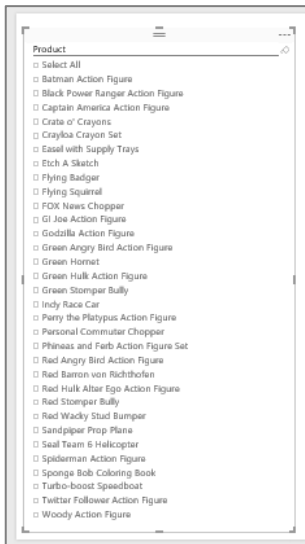 Product
Select All
Batman Action Figure
Black Power Ranger Action Figure
Captain America Action Figure
Crate o' Crayons
Crayloa Crayon Set
Easel with Supply Trays
Etch A Sketch
Flying Badger
Flying Squirrel
FOX News Chopper
GI Joe Action Figure
Godzilla Action Figure
Green Angry Bird Action Figure
Green Hornet
Green Hulk Action Figure
Green Stomper Bully
Indy Race Car
Perry the Platypus Action Figure
Personal Commuter Chopper
Phineas and Ferb Action Figure Set
Red Angry Bird Action Figure
Red Barron von Richthofen
Red Hulk Alter Ego Action Figure
Red Stomper Bully
Red Wacky Stud Bumper
Sandpiper Prop Plane
Seal Team 6 Helicopter
Spiderman Action Figure
Sponge Bob Coloring Book
Turbo-boost Speedboat
Twitter Follower Action Figure
Woody Action Figure